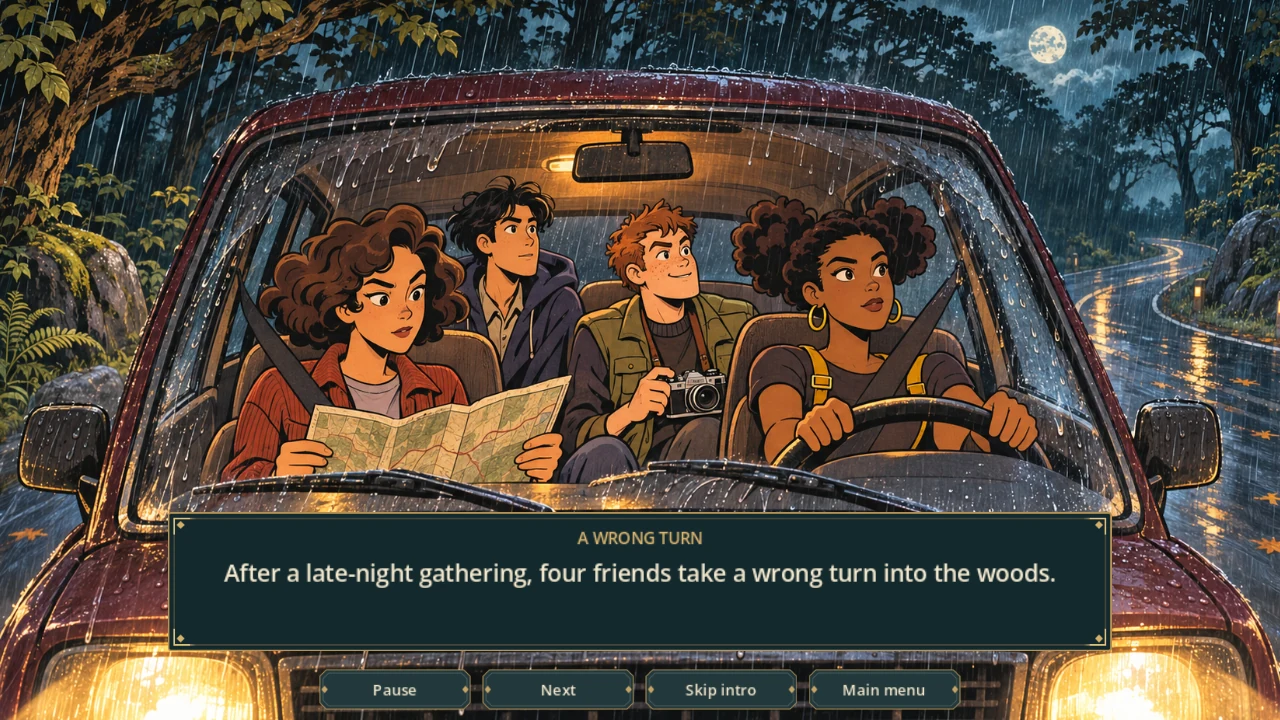 A WRONG TURN
After a late-night gathering, four friends take a wrong turn into the woods.
Pause
Next
Skip intro
Main menu